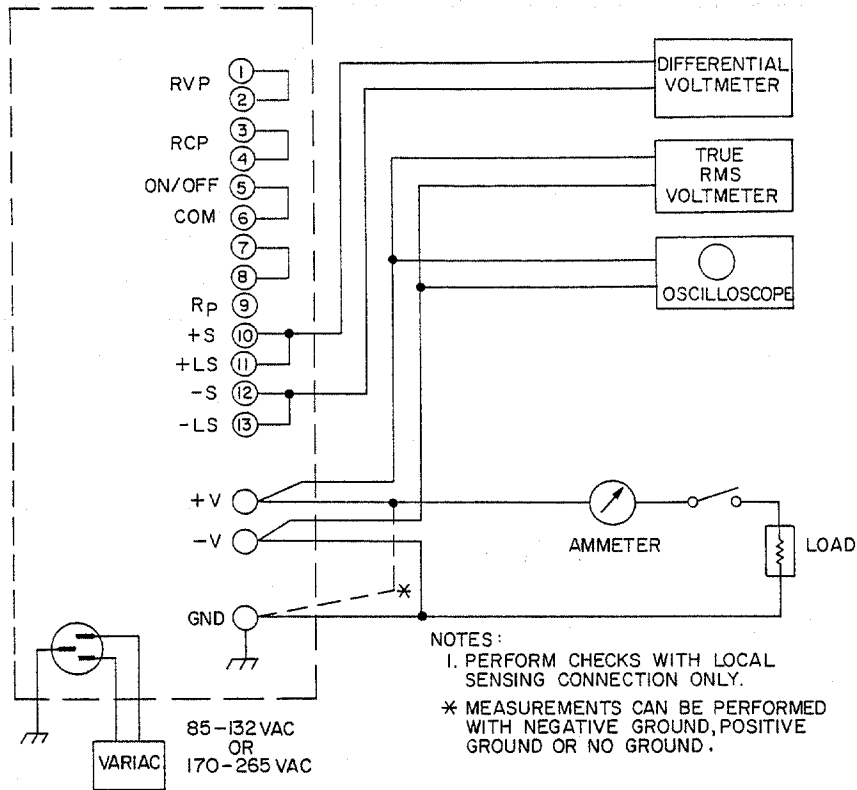 RVP
1
2
RCP
3
4
ON/OFF 5
COM 6
7
8
RP 9
+S 10
+LS 11
-S 12
-LS 13
+V
-V
GND
DIFFERENTIAL
VOLTMETER
TRUE
RMS
VOLTMETER
OSCILLOSCOPE
AMMETER
LOAD
*
NOTES:
1. PERFORM CHECKS WITH LOCAL
SENSING CONNECTION ONLY.
* MEASUREMENTS CAN BE PERFORMED
WITH NEGATIVE GROUND, POSITIVE
GROUND OR NO GROUND.
85-132 VAC
OR
170-265 VAC
VARIAC